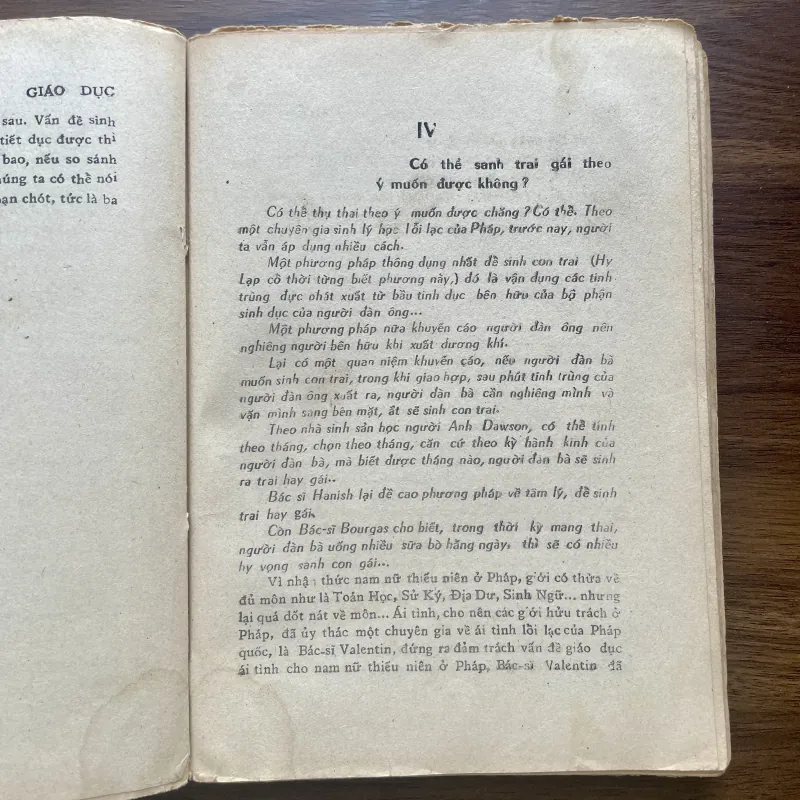 GIÁO DỤC
sau. Vấn đề sinh
tiết dục được thì
bao, nếu so sánh
húng ta có thể nói
ạn chót, tức là ba
IV
Có thể sanh trai gái theo
ý muốn được không ?
Có thể thụ thai theo ý muốn được chăng ? Có thể. Theo
một chuyên gia sinh lý học lỗi lạc của Pháp, trước nay, người
ta vẫn áp dụng nhiều cách.
Một phương pháp thông dụng nhất để sinh con trai (Hy
Lạp cổ thời từng biết phương này,) đó là vận dụng các tinh
trùng dực phát xuất từ bầu tinh dục bên hữu của bộ phận
sinh dục của người đàn ông...
Một phương pháp nữa khuyến cáo người đàn ông nên
nghiêng người bên hữu khi xuất dương khí.
Lại có một quan niệm khuyến cáo, nếu người đàn bà
muốn sinh con trai, trong khi giao hợp, sau phút tinh trùng của
người đàn ông xuất ra, người đàn bà cần nghiêng mình và
vặn mình sang bên mặt, ắt sẽ sinh con trai.
Theo nhà sinh sản học người Anh Dawson, có thể tính
theo tháng, chọn theo tháng, căn cứ theo kỳ hành kinh của
người đàn bà, mà biết được tháng nào, người đàn bà sẽ sinh
ra trai hay gái..
Bác sĩ Hanish lại đề cao phương pháp về tâm lý, để sinh
trai hay gái.
Còn Bác-sĩ Bourgas cho biết, trong thời kỳ mang thai,
người đàn bà uống nhiều sữa bò hằng ngày, thì sẽ có nhiều
hy vọng sanh con gái...
Vì nhận thức nam nữ thiếu niên ở Pháp, giới có thừa về
đủ môn như là Toán Học, Sử Ký, Địa Dư, Sinh Ngữ... nhưng
lại quá dốt nát về môn... Ái tình, cho nên các giới hữu trách ở
Pháp, đã ủy thác một chuyên gia về ái tình lỗi lạc của Pháp
quốc, là Bác-sĩ Valentin, đứng ra đảm trách vấn đề giáo dục
ái tình cho nam nữ thiếu niên ở Pháp, Bác-sĩ Valentin đã